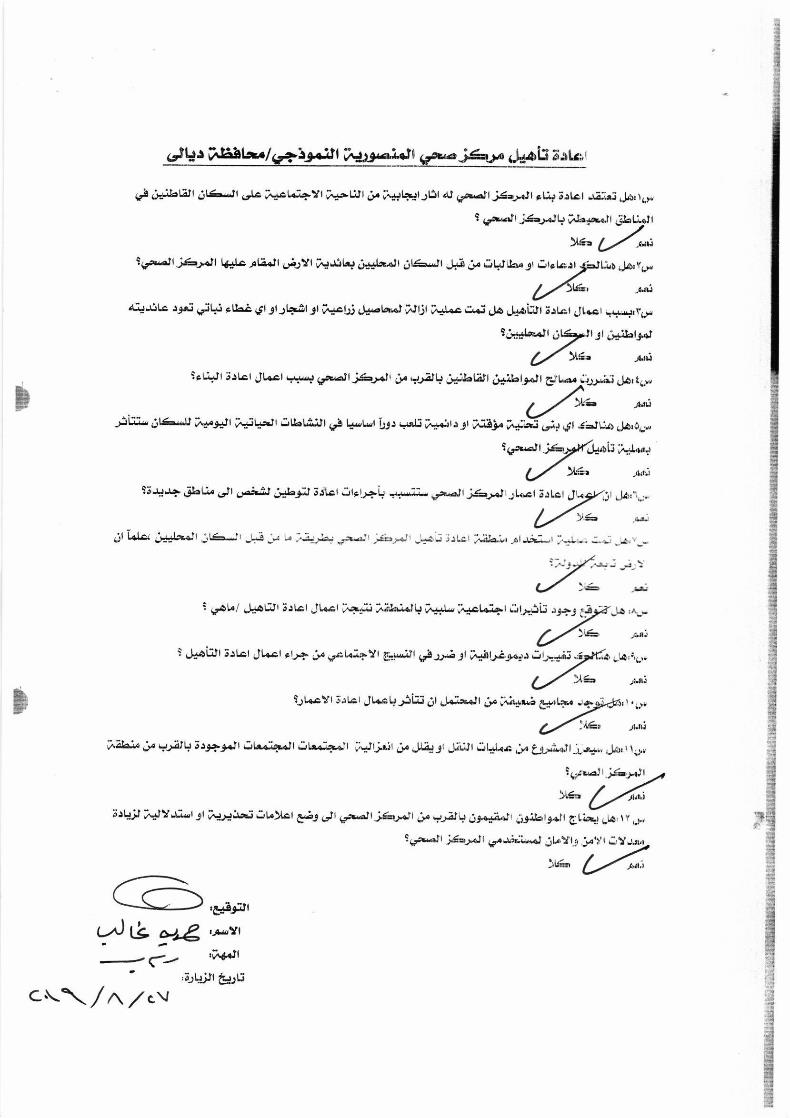 اعادة تأهيل مركز صحي المنصورية النموذجي/محافظة ديالى
س١:هل تعتقد اعادة بناء المركز الصحي له اثار ايجابية من الناحية الاجتماعية على السكان القاطنين في
المناطق المحيطة بالمركز الصحي ؟
نعم كلا
س٢:هل هنالك ادعاءات او مطالبات من قبل السكان المحليين بعائدية الارض المقام عليها المركز الصحي؟
نعم كلا
س٣:بسبب اعمال اعادة التأهيل هل تمت عملية ازالة لمحاصيل زراعية او اشجار او اي غطاء نباتي تعود عائديته
لمواطنين او السكان المحليين؟
نعم كلا
س٤:هل تضررت مصالح المواطنين القاطنين بالقرب من المركز الصحي بسبب اعمال اعادة البناء؟
نعم كلا
س٥:هل هنالك اي بنى تحتية مؤقتة او دائمية تلعب دوراً اساسيا في النشاطات الحياتية اليومية للسكان ستتأثر
بعملية تأهيل المركز الصحي؟
نعم كلا
س٦:هل ان اعمال اعادة اعمار المركز الصحي ستتسبب بأجراءات اعادة لتوطين لشخص الى مناطق جديدة؟
نعم كلا
س٧:هل تمت عملية استخدام منطقة اعادة تأهيل المركز الصحي بطريقة ما من قبل السكان المحليين ،علماً ان
لارض تابعة للدولة؟
نعم كلا
س٨: هل تتوقع وجود تأثيرات اجتماعية سلبية بالمنطقة نتيجة اعمال اعادة التاهيل /ماهي ؟
نعم كلا
س٩:هل هنالك تغييرات ديموغرافية او ضرر في النسيج الاجتماعي من جراء اعمال اعادة التأهيل ؟
نعم كلا
س١٠:هل توجد مجاميع ضعيفة من المحتمل ان تتأثر باعمال اعادة الاعمار؟
نعم كلا
س١١:هل سيعزز المشروع من عمليات النقل او يقلل من انعزالية المجتمعات المجتمعات الموجودة بالقرب من منطقة
المركز الصحي؟
نعم كلا
س١٢:هل يحتاج المواطنون المقيمون بالقرب من المركز الصحي الى وضع اعلامات تحذيرية او استدلالية لزيادة
معدلات الامن والامان لمستخدمي المركز الصحي؟
نعم كلا
التوقيع:
الاسم: غالب
المهة:
تاريخ الزيارة:
٢٠١٩/٨/٢٧